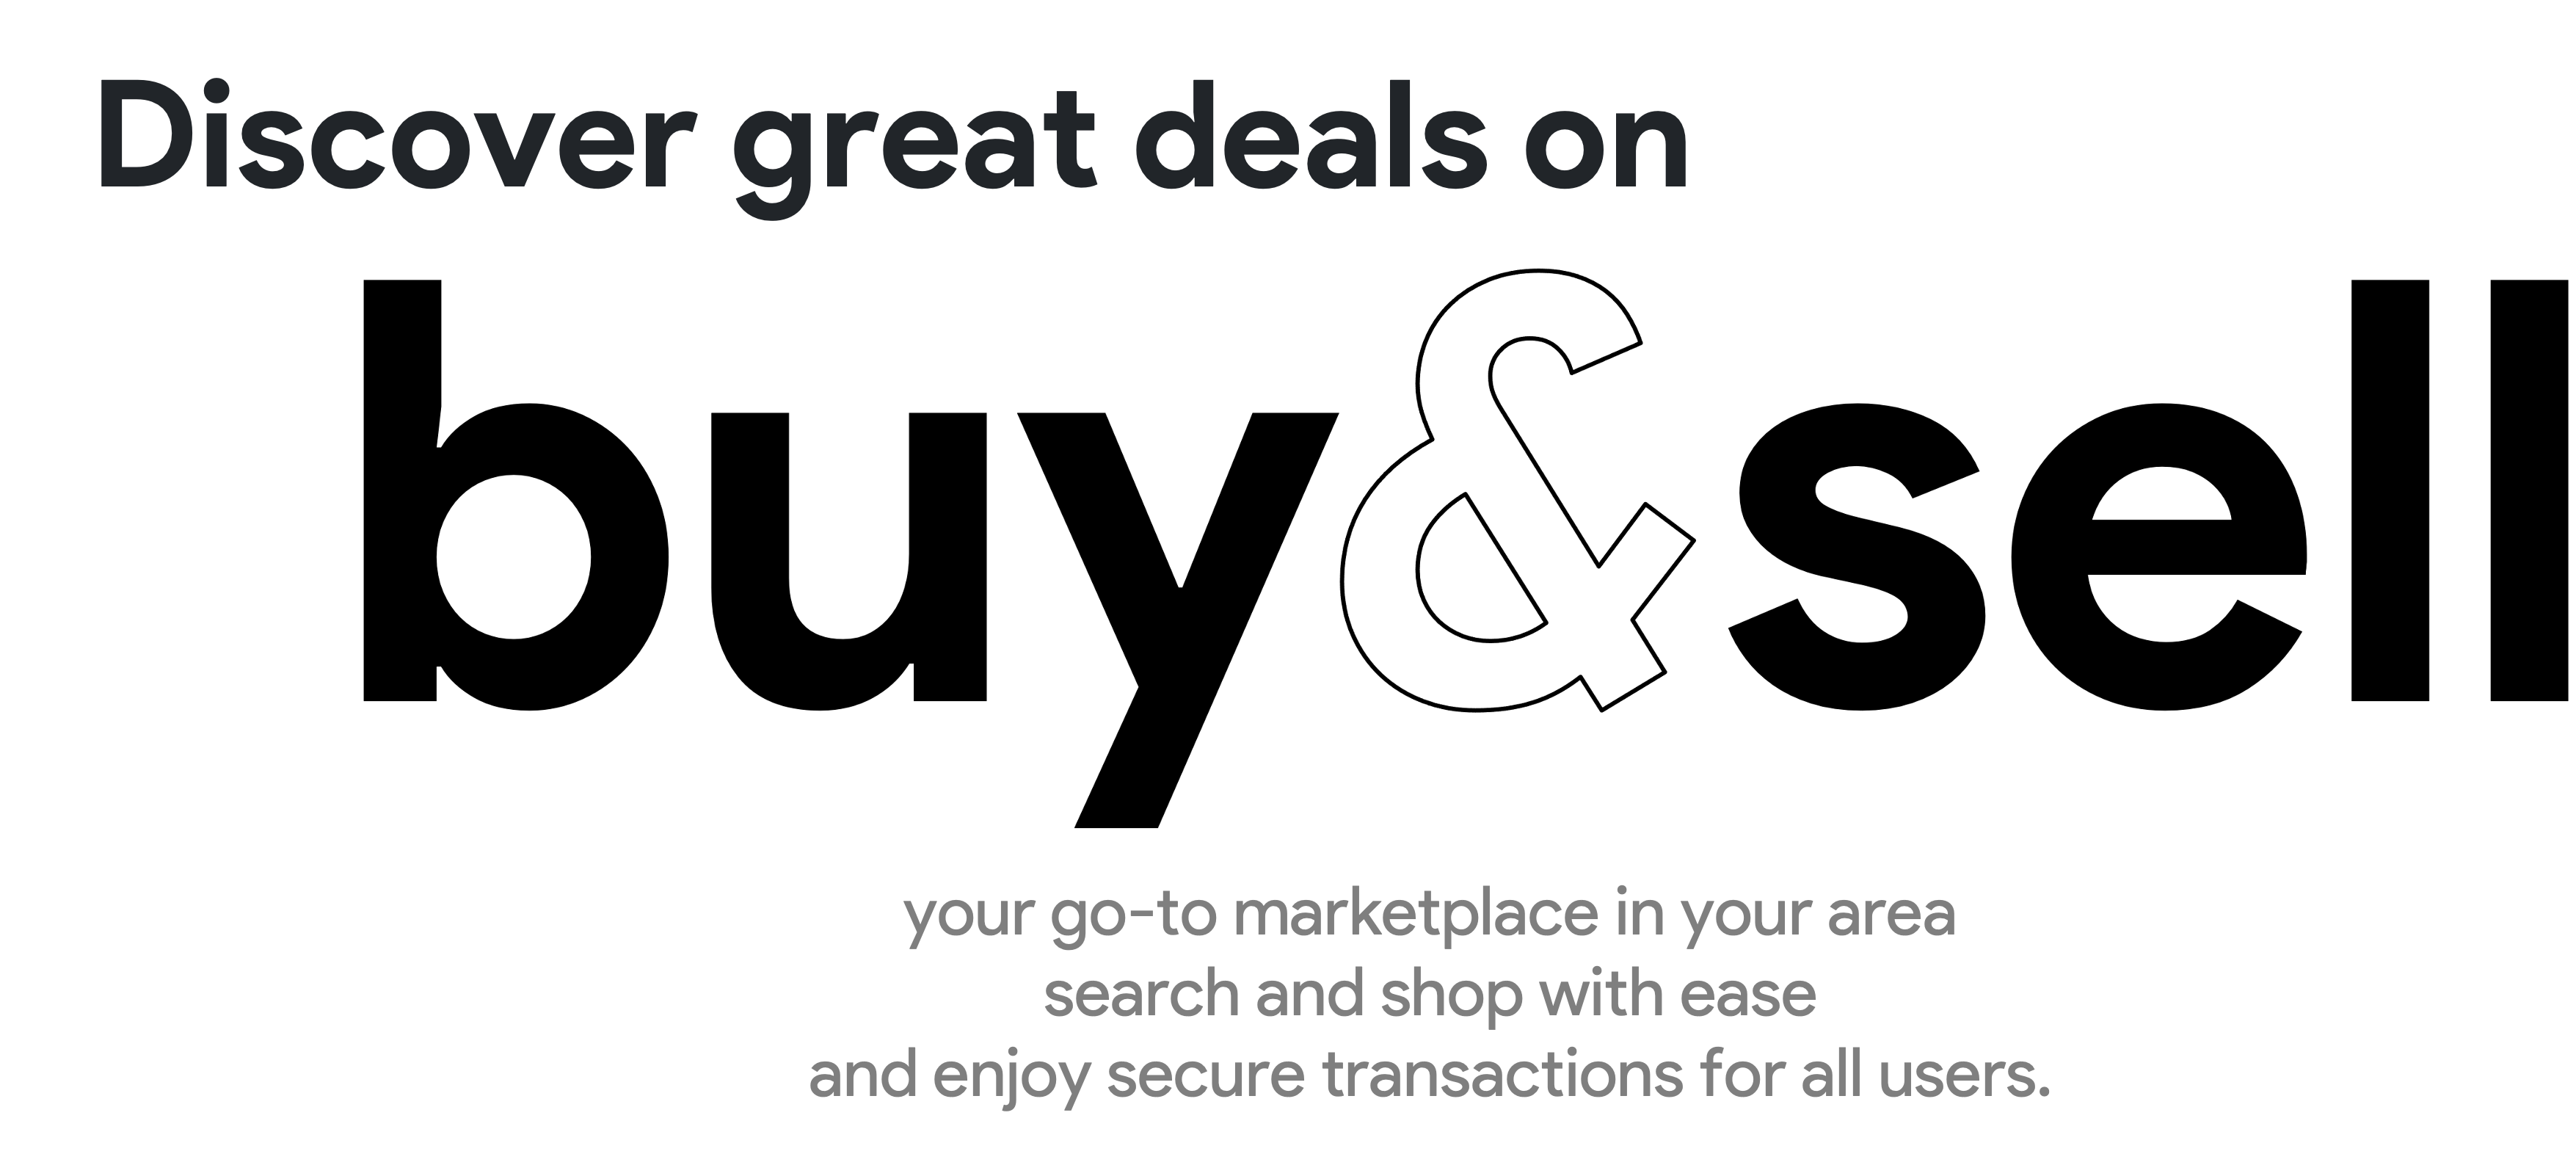 Discover great deals on
buy&sell
your go-to marketplace in your area
search and shop with ease
and enjoy secure transactions for all users.